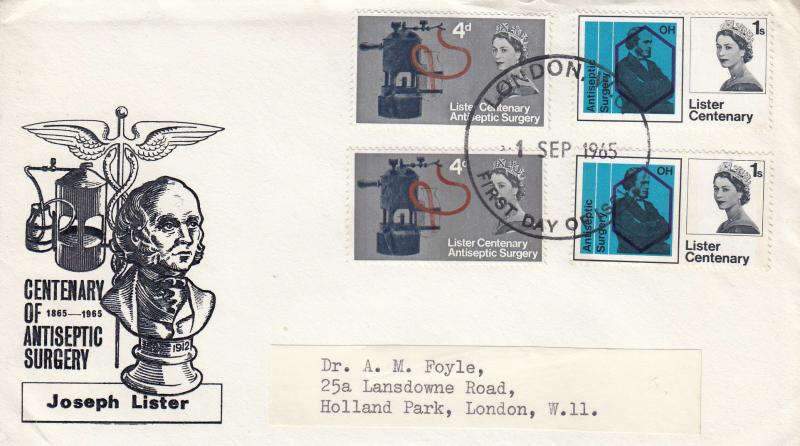 4d
Lister Centenary
Antiseptic Surgery
Antiseptic
Surgery
OH
1s
Lister
Centenary
LONDON
1 SEP 1965
FIRST DAY OF
4d
Lister Centenary
Antiseptic Surgery
Antiseptic
Surgery
OH
1s
Lister
Centenary
CENTENARY
OF 1865—1965
ANTISEPTIC
SURGERY
1912
Joseph Lister
Dr. A. M. Foyle,
25a Lansdowne Road,
Holland Park, London, W.11.